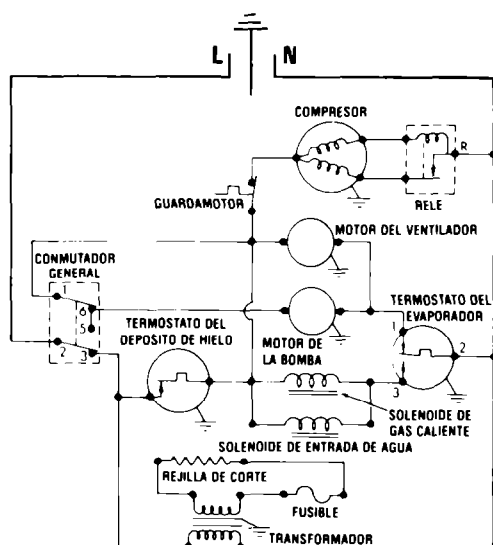 L N
COMPRESOR
R
RELE
GUARDAMOTOR
MOTOR DEL VENTILADOR
CONMUTADOR
GENERAL
1
6
5
2
3
TERMOSTATO DEL
DEPOSITO DE HIELO
MOTOR DE
LA BOMBA
TERMOSTATO DEL
EVAPORADOR
1
2
3
SOLENOIDE DE
GAS CALIENTE
SOLENOIDE DE ENTRADA DE AGUA
REJILLA DE CORTE
FUSIBLE
TRANSFORMADOR